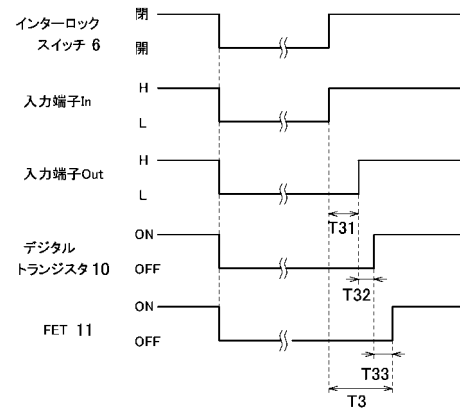 インターロック
スイッチ 6
閉
開
入力端子In
H
L
入力端子Out
H
L
T31
デジタル
トランジスタ 10
ON
OFF
T32
FET 11
ON
OFF
T33
T3